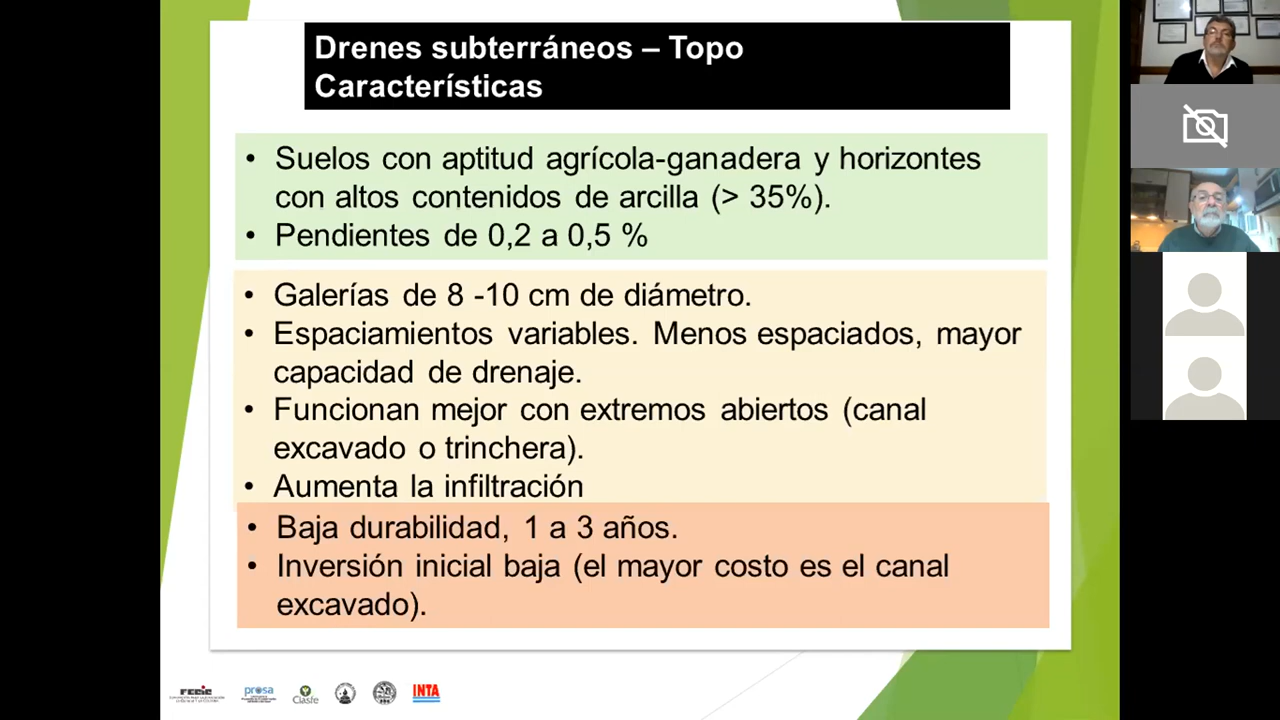 Drenes subterráneos – Topo
Características
• Suelos con aptitud agrícola-ganadera y horizontes
con altos contenidos de arcilla (> 35%).
• Pendientes de 0,2 a 0,5 %
• Galerías de 8 -10 cm de diámetro.
• Espaciamientos variables. Menos espaciados, mayor
capacidad de drenaje.
• Funcionan mejor con extremos abiertos (canal
excavado o trinchera).
• Aumenta la infiltración
• Baja durabilidad, 1 a 3 años.
• Inversión inicial baja (el mayor costo es el canal
excavado).
prosa
Clasfe
INTA